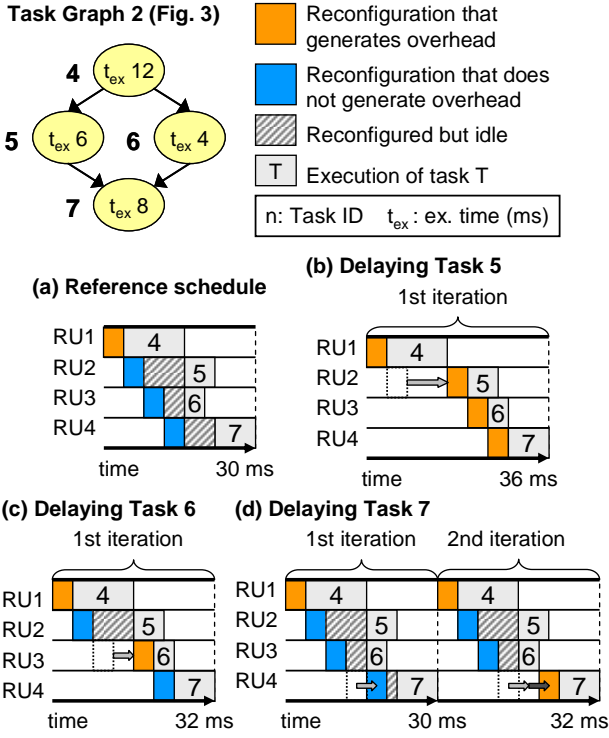 Task Graph 2 (Fig. 3)
4
t_ex 12
5
t_ex 6
6
t_ex 4
7
t_ex 8
Reconfiguration that
generates overhead
Reconfiguration that does
not generate overhead
Reconfigured but idle
T
Execution of task T
n: Task ID t_ex : ex. time (ms)
(a) Reference schedule
RU1
4
RU2
5
RU3
6
RU4
7
time
30 ms
(b) Delaying Task 5
1st iteration
RU1
4
RU2
5
RU3
6
RU4
7
time
36 ms
(c) Delaying Task 6
1st iteration
RU1
4
RU2
5
RU3
6
RU4
7
time
32 ms
(d) Delaying Task 7
1st iteration
2nd iteration
RU1
4
4
RU2
5
5
RU3
6
6
RU4
7
7
time
30 ms
32 ms